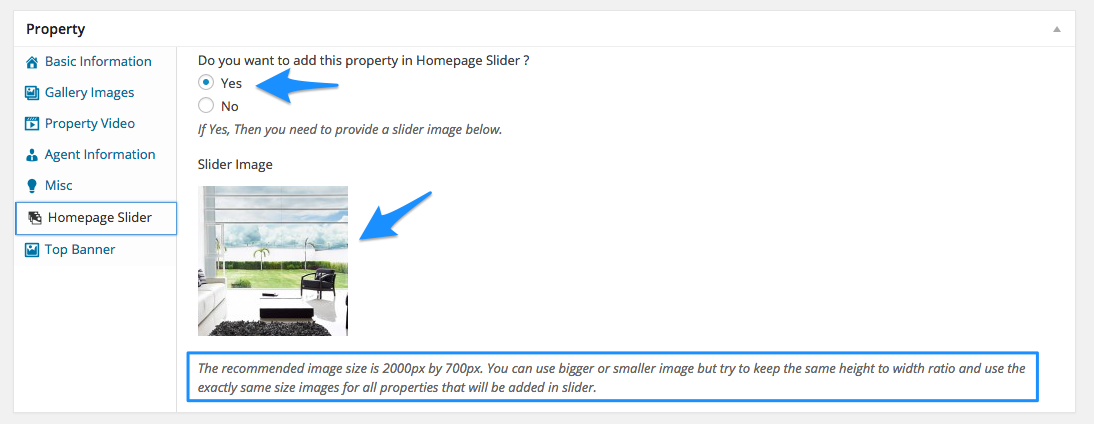 Property
Basic Information
Gallery Images
Property Video
Agent Information
Misc
Homepage Slider
Top Banner
Do you want to add this property in Homepage Slider ?
Yes
No
If Yes, Then you need to provide a slider image below.
Slider Image
The recommended image size is 2000px by 700px. You can use bigger or smaller image but try to keep the same height to width ratio and use the
exactly same size images for all properties that will be added in slider.